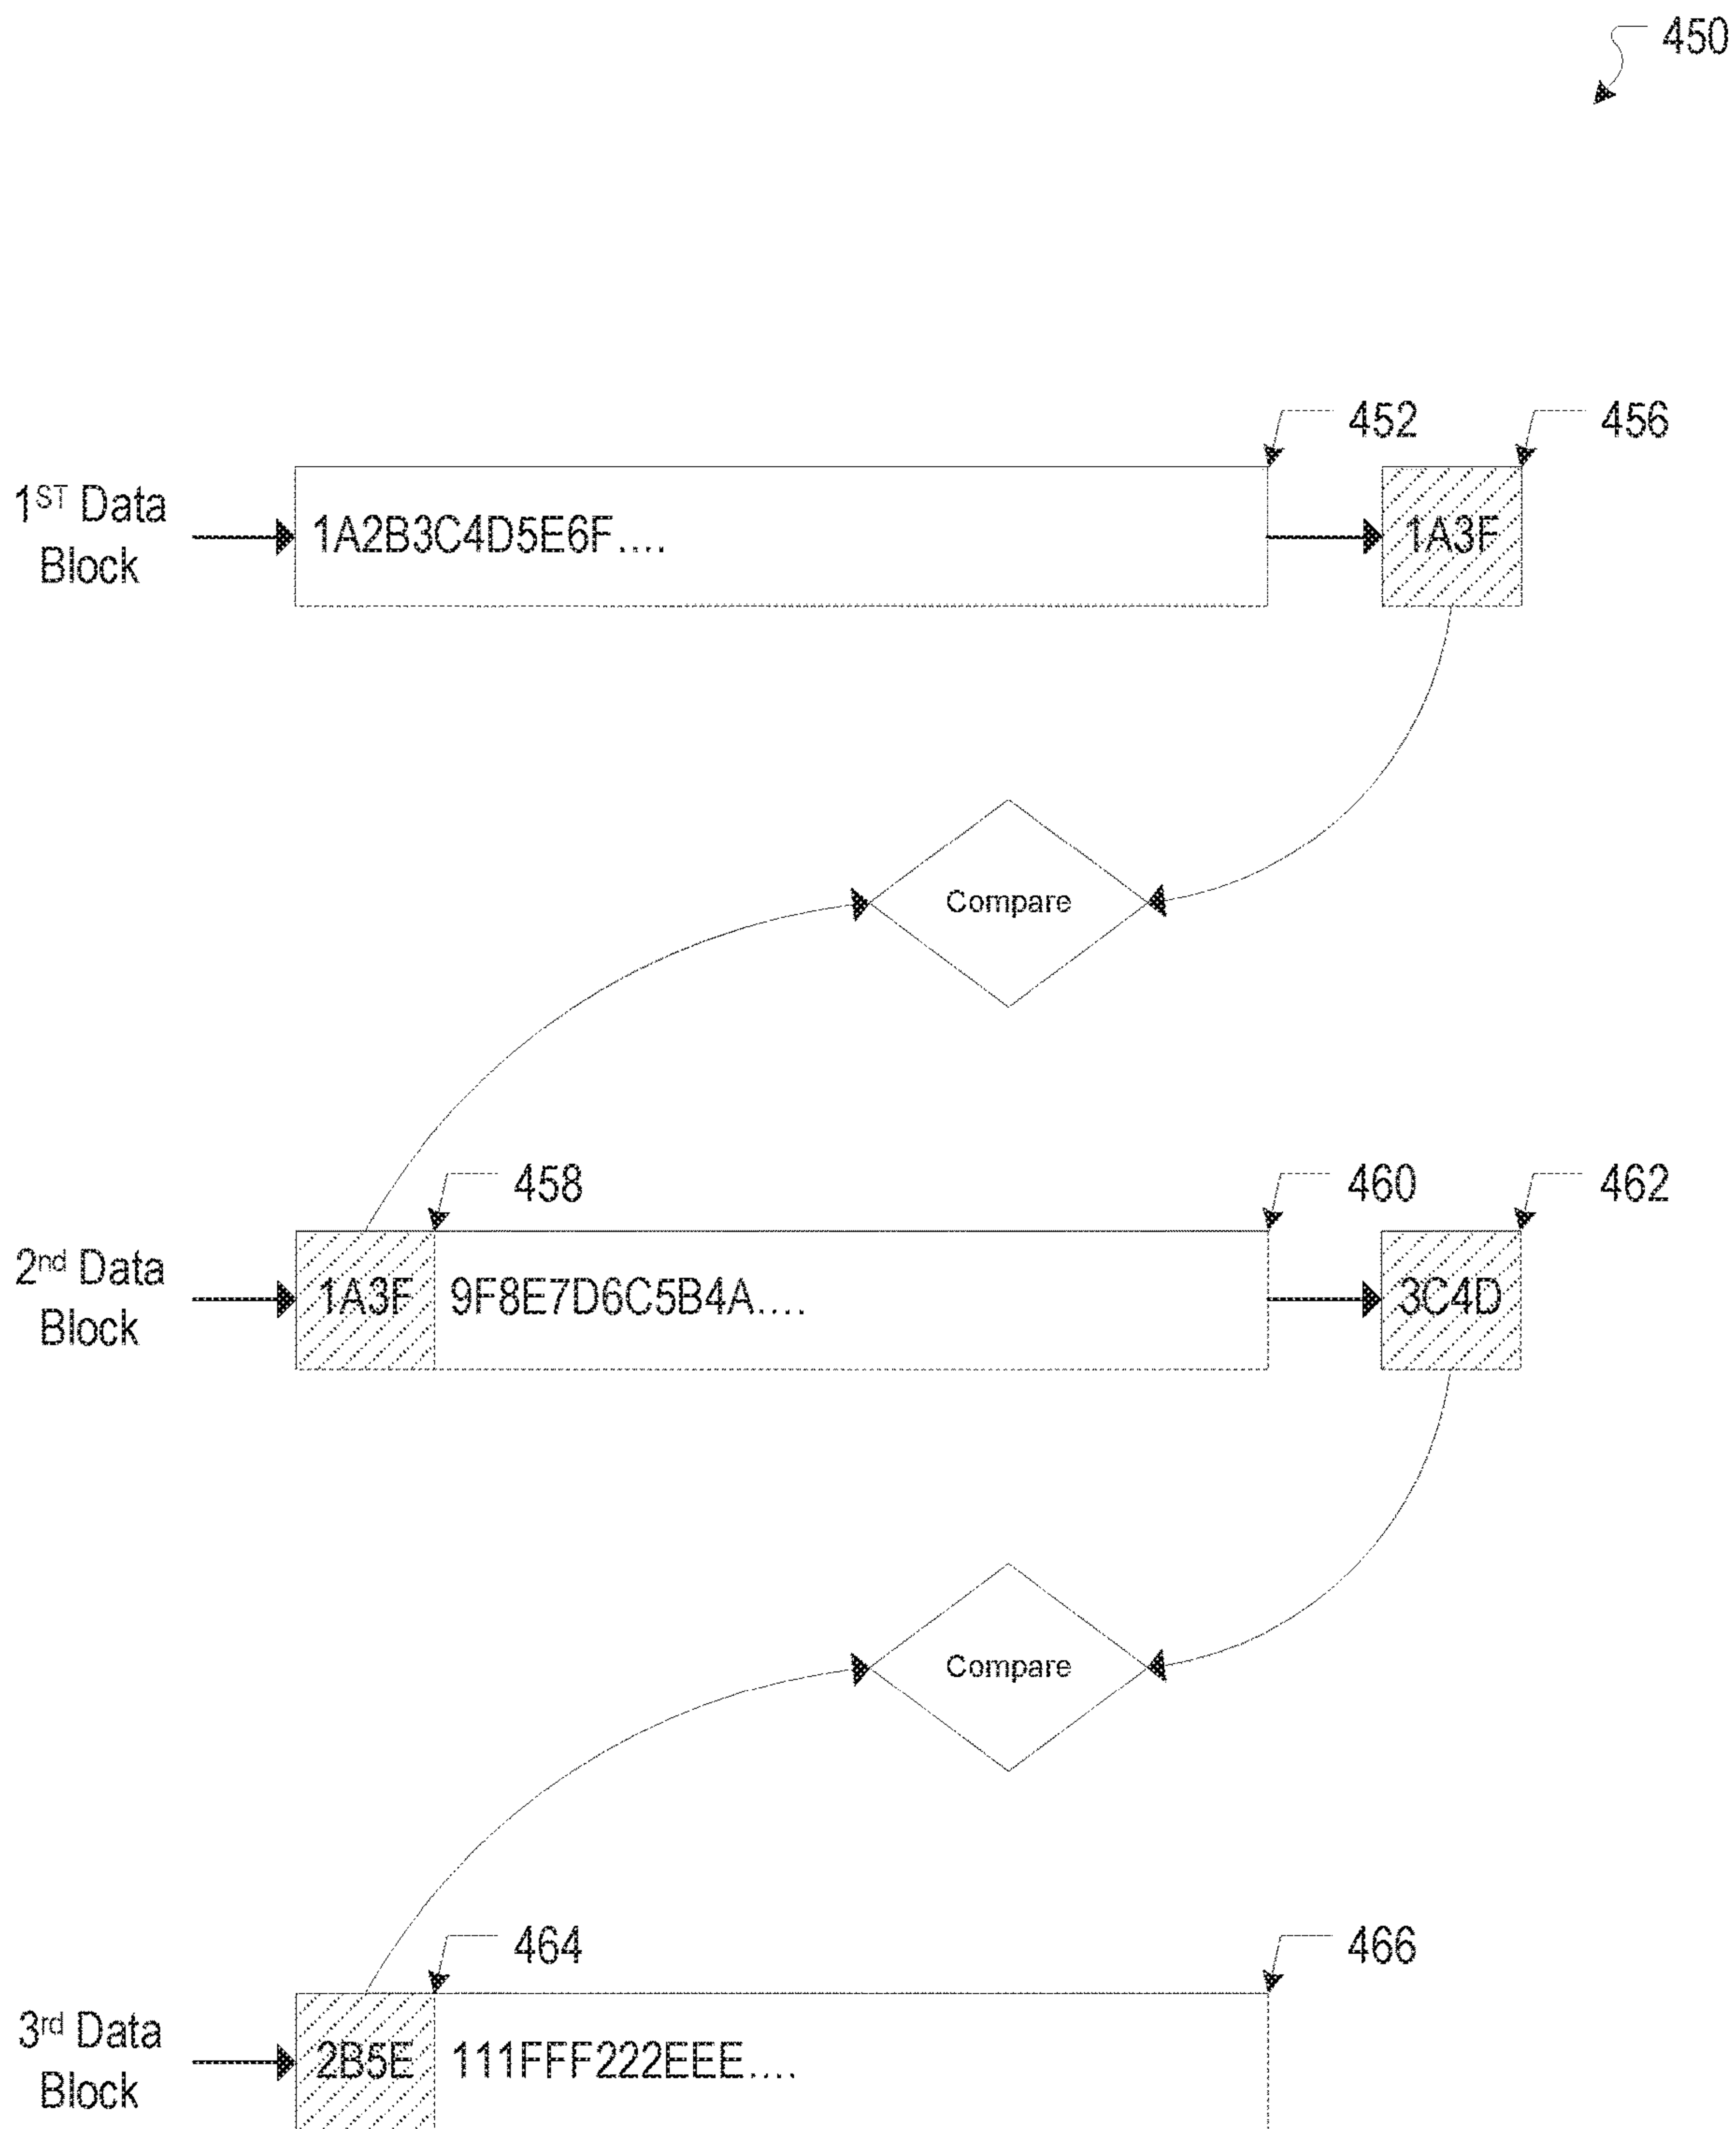 450
452
456
1ST Data
Block
1A2B3C4D5E6F....
1A3F
Compare
458
460
462
2nd Data
Block
1A3F
9F8E7D6C5B4A....
3C4D
Compare
464
466
3rd Data
Block
2B5E
111FFF222EEE....